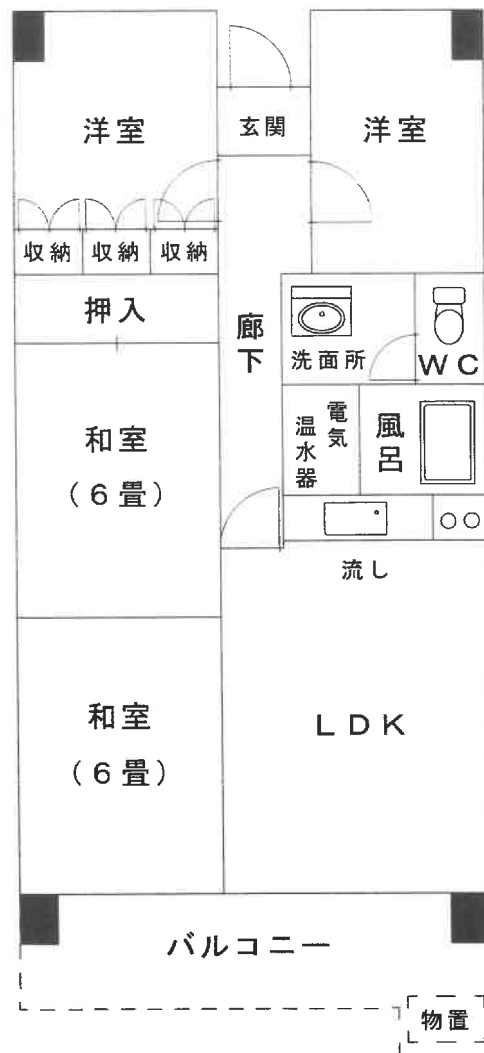 洋室
玄関
洋室
収納
収納
収納
押入
廊下
洗面所
WC
和室
(6畳)
電気
温水器
風呂
流し
和室
(6畳)
LDK
バルコニー
物置